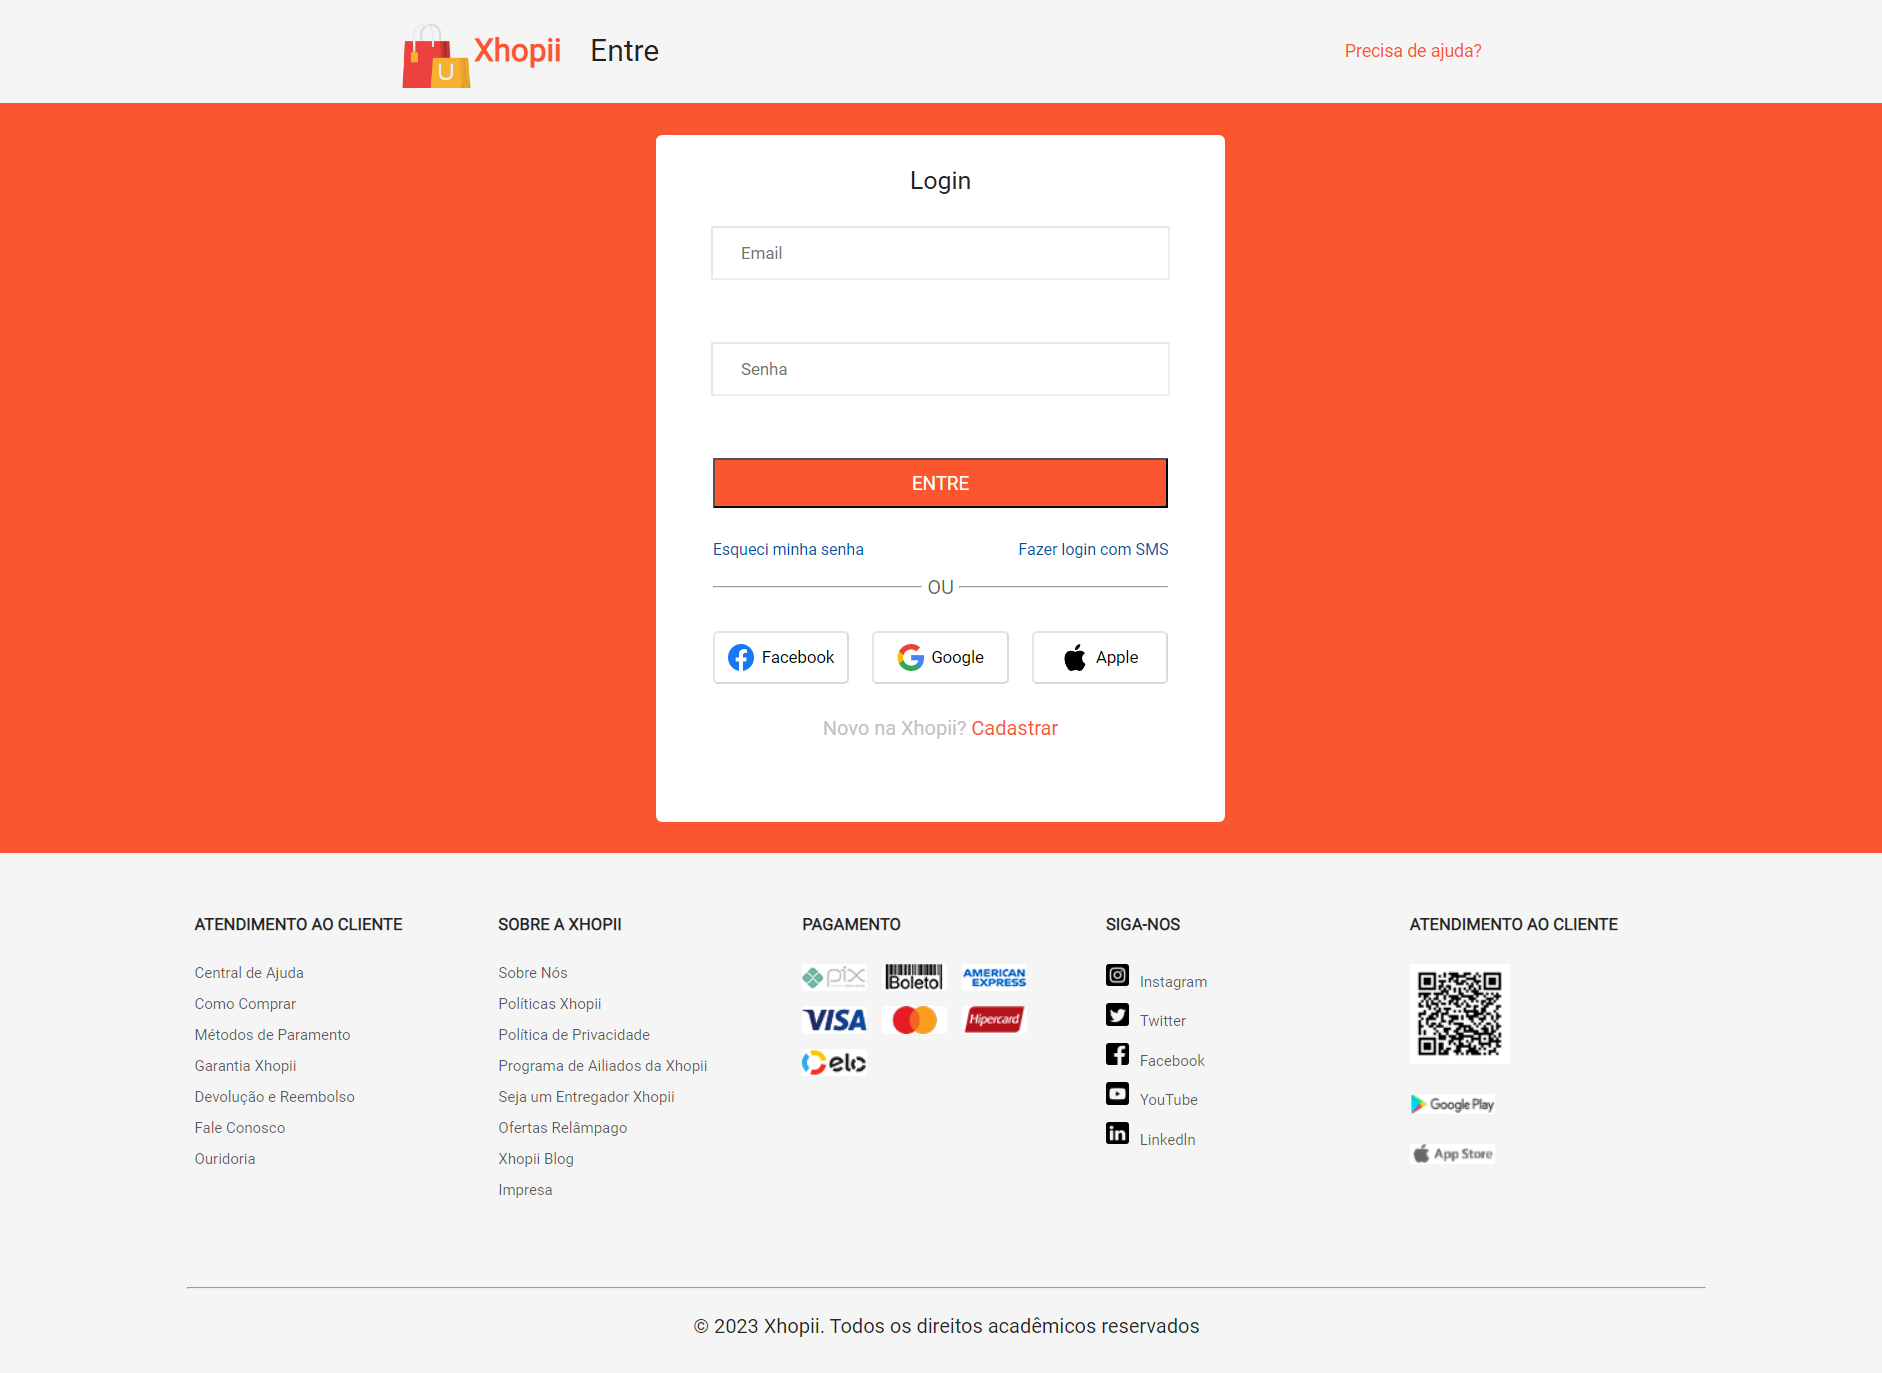 Xhopii Entre Precisa de ajuda?
Login
Email
Senha
ENTRE
Esqueci minha senha Fazer login com SMS
OU
Facebook Google Apple
Novo na Xhopii? Cadastrar
ATENDIMENTO AO CLIENTE
Central de Ajuda
Como Comprar
Métodos de Paramento
Garantia Xhopii
Devolução e Reembolso
Fale Conosco
Ouridoria
SOBRE A XHOPII
Sobre Nós
Políticas Xhopii
Política de Privacidade
Programa de Ailiados da Xhopii
Seja um Entregador Xhopii
Ofertas Relâmpago
Xhopii Blog
Impresa
PAGAMENTO
pix Boleto! AMERICAN EXPRESS
VISA Hipercard
elo
SIGA-NOS
Instagram
Twitter
Facebook
YouTube
Linkedln
ATENDIMENTO AO CLIENTE
Google Play
App Store
© 2023 Xhopii. Todos os direitos acadêmicos reservados